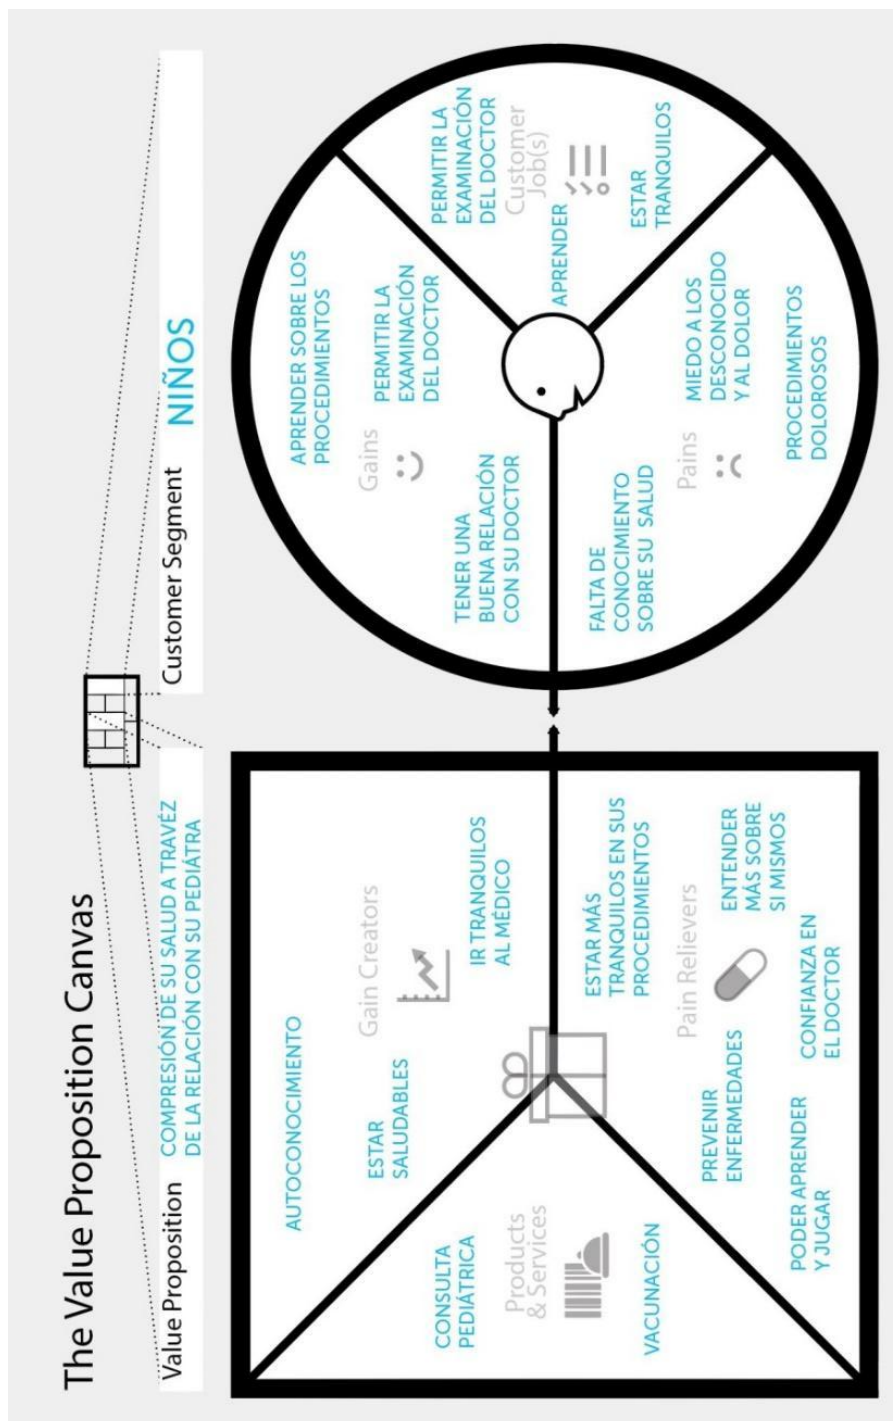 The Value Proposition Canvas
Value Proposition
COMPRESIÓN DE SU SALUD A TRAVÉZ
DE LA RELACIÓN CON SU PEDIÁTRA
Customer Segment
NIÑOS
Products
& Services
CONSULTA
PEDIÁTRICA
VACUNACIÓN
Gain Creators
AUTOCONOCIMIENTO
ESTAR
SALUDABLES
IR TRANQUILOS
AL MÉDICO
Pain Relievers
ESTAR MÁS
TRANQUILOS EN SUS
PROCEDIMIENTOS
ENTENDER
MÁS SOBRE
SI MISMOS
PREVENIR
ENFERMEDADES
CONFIANZA EN
EL DOCTOR
PODER APRENDER
Y JUGAR
Gains
APRENDER SOBRE LOS
PROCEDIMIENTOS
PERMITIR LA
EXAMINACIÓN
DEL DOCTOR
TENER UNA
BUENA RELACIÓN
CON SU DOCTOR
Pains
FALTA DE
CONOCIMIENTO
SOBRE SU SALUD
MIEDO A LOS
DESCONOCIDO
Y AL DOLOR
PROCEDIMIENTOS
DOLOROSOS
Customer
Job(s)
PERMITIR LA
EXAMINACIÓN
DEL DOCTOR
APRENDER
ESTAR
TRANQUILOS